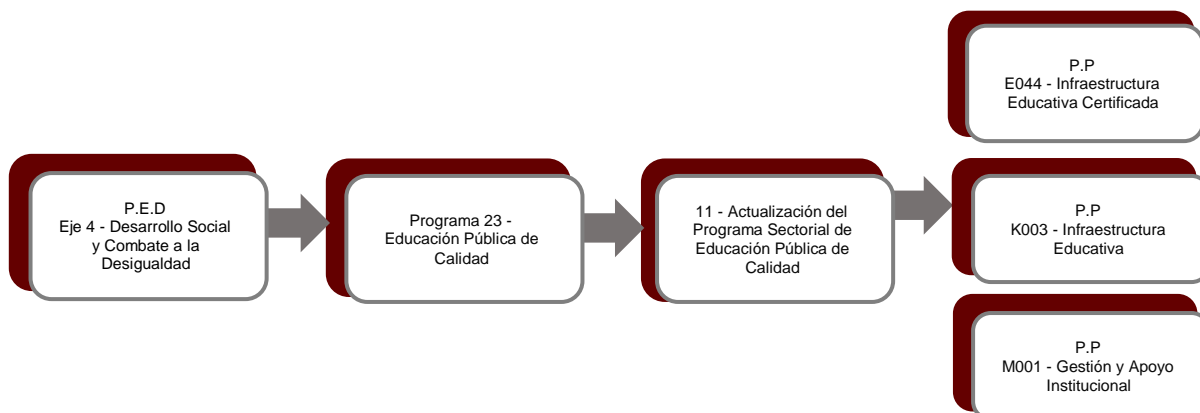 P.E.D
Eje 4 - Desarrollo Social
y Combate a la
Desigualdad
Programa 23 -
Educación Pública de
Calidad
11 - Actualización del
Programa Sectorial de
Educación Pública de
Calidad
P.P
E044 - Infraestructura
Educativa Certificada
P.P
K003 - Infraestructura
Educativa
P.P
M001 - Gestión y Apoyo
Institucional